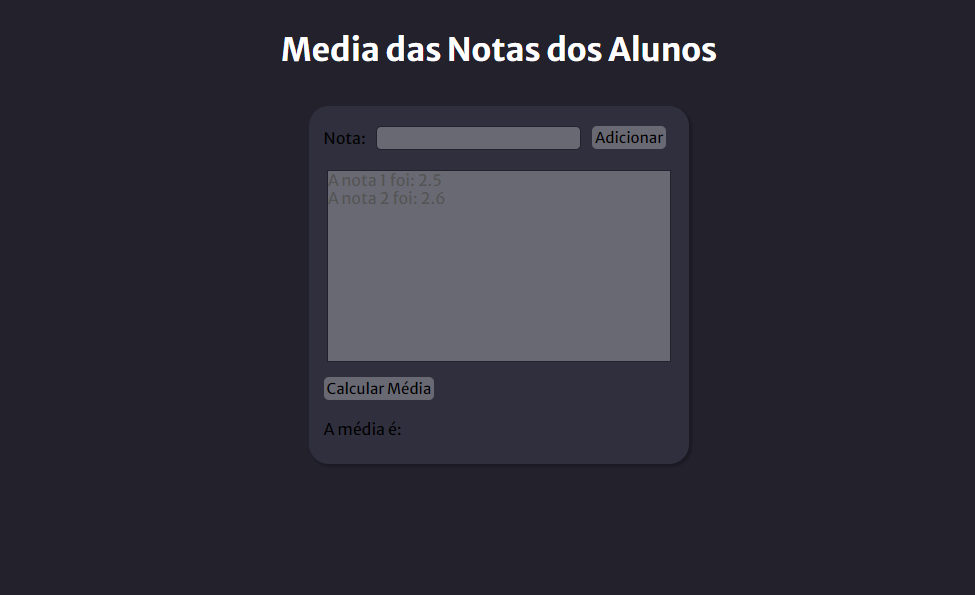 Media das Notas dos Alunos
Nota: Adicionar
A nota 1 foi: 2.5
A nota 2 foi: 2.6
Calcular Média
A média é: